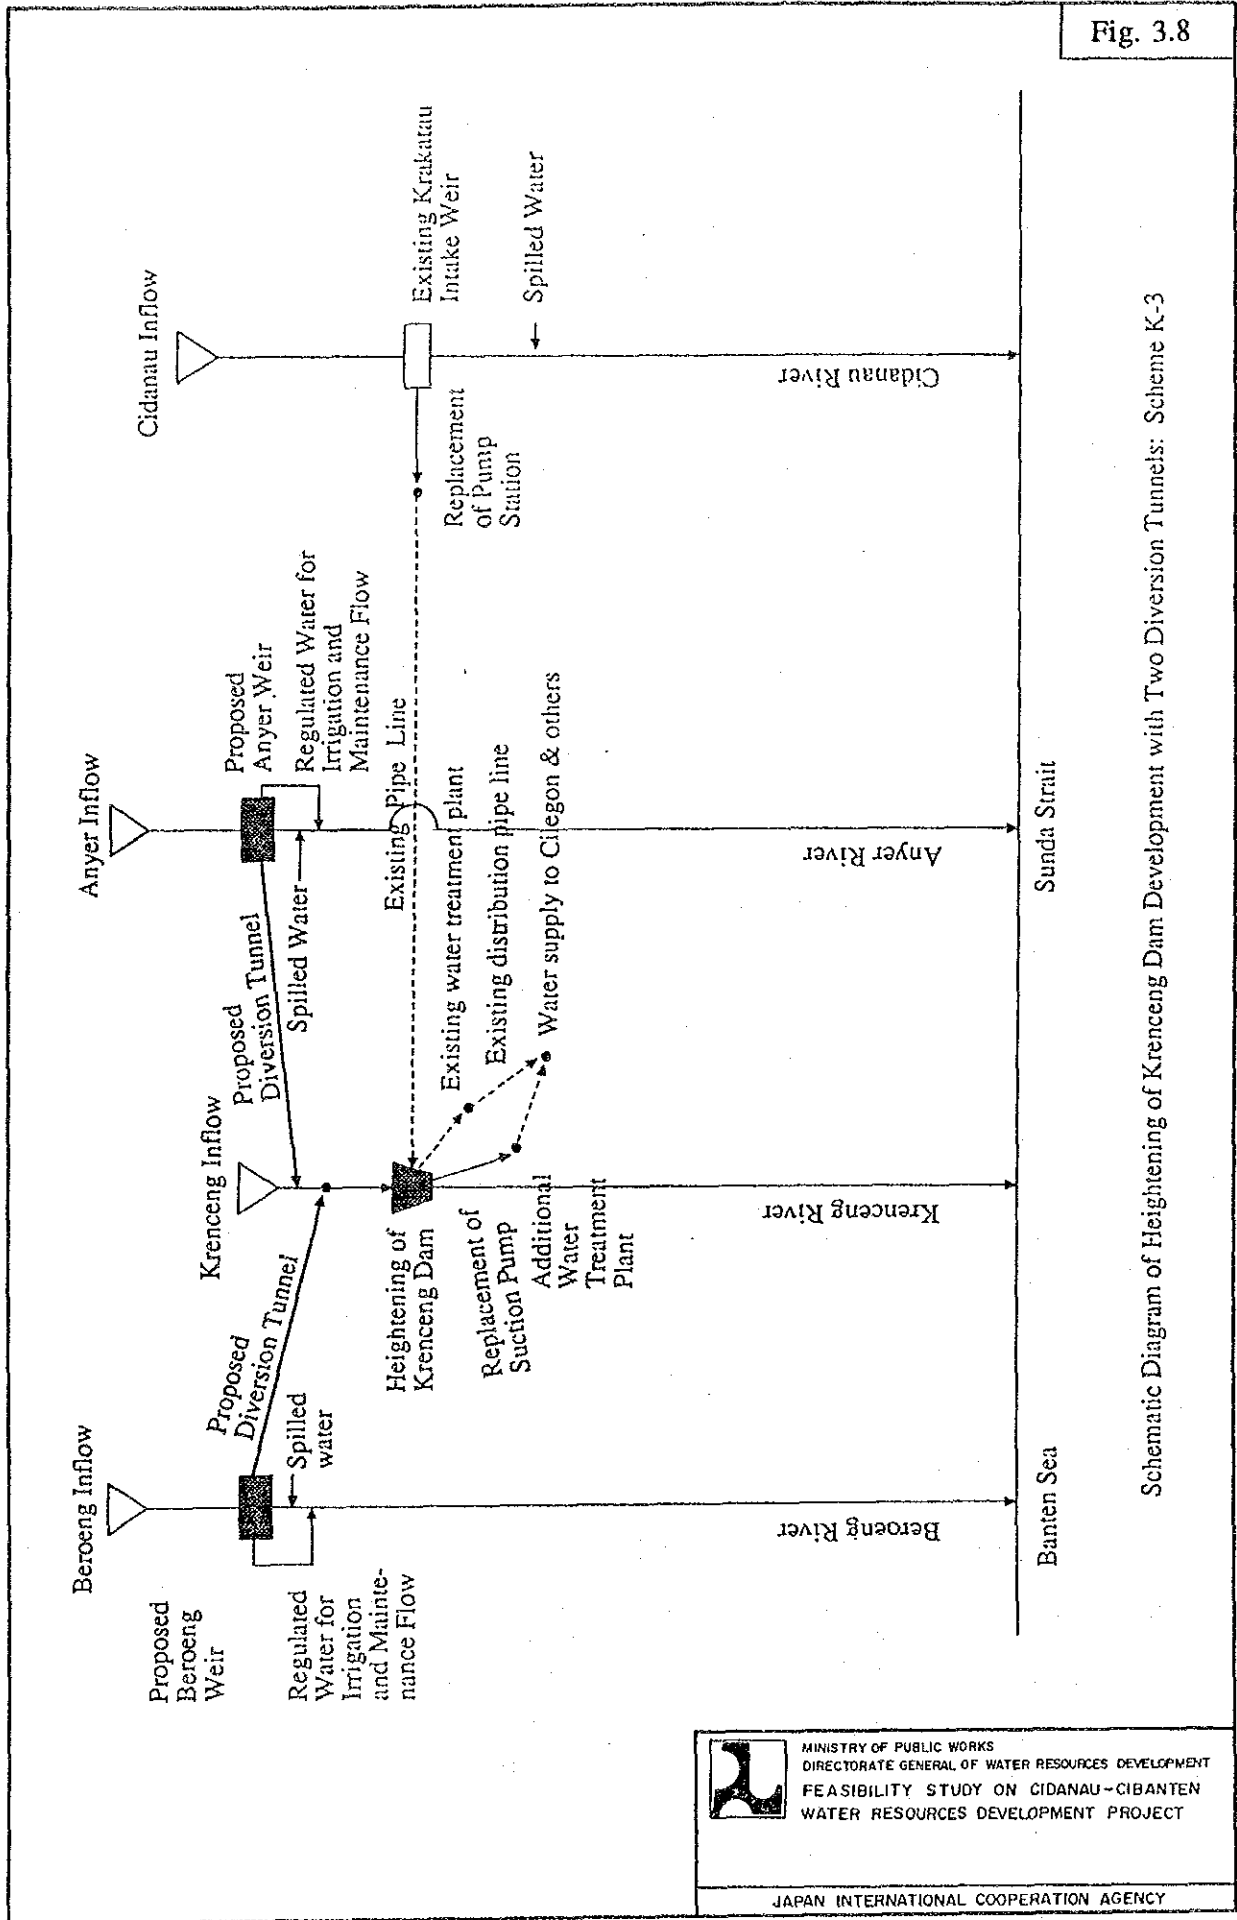 Fig. 3.8
Beroeng Inflow
Krenceng Inflow
Anyer Inflow
Cidanau Inflow
Proposed
Beroeng
Weir
Proposed
Diversion Tunnel
Proposed
Diversion Tunnel
Proposed
Anyer Weir
Spilled
water
Regulated
Water for
Irrigation
and Mainte-
nance Flow
Spilled Water
Regulated Water for
Irrigation and
Maintenance Flow
Existing Pipe Line
Existing Krakatau
Intake Weir
Replacement
of Pump
Station
Spilled Water
Heightening of
Krenceng Dam
Existing water treatment plant
Existing distribution pipe line
Water supply to Cilegon & others
Replacement of
Suction Pump
Additional
Water
Treatment
Plant
Beroeng River
Krenceng River
Anyer River
Cidanau River
Banten Sea
Sunda Strait
Schematic Diagram of Heightening of Krenceng Dam Development with Two Diversion Tunnels: Scheme K-3
MINISTRY OF PUBLIC WORKS
DIRECTORATE GENERAL OF WATER RESOURCES DEVELOPMENT
FEASIBILITY STUDY ON CIDANAU-CIBANTEN
WATER RESOURCES DEVELOPMENT PROJECT
JAPAN INTERNATIONAL COOPERATION AGENCY